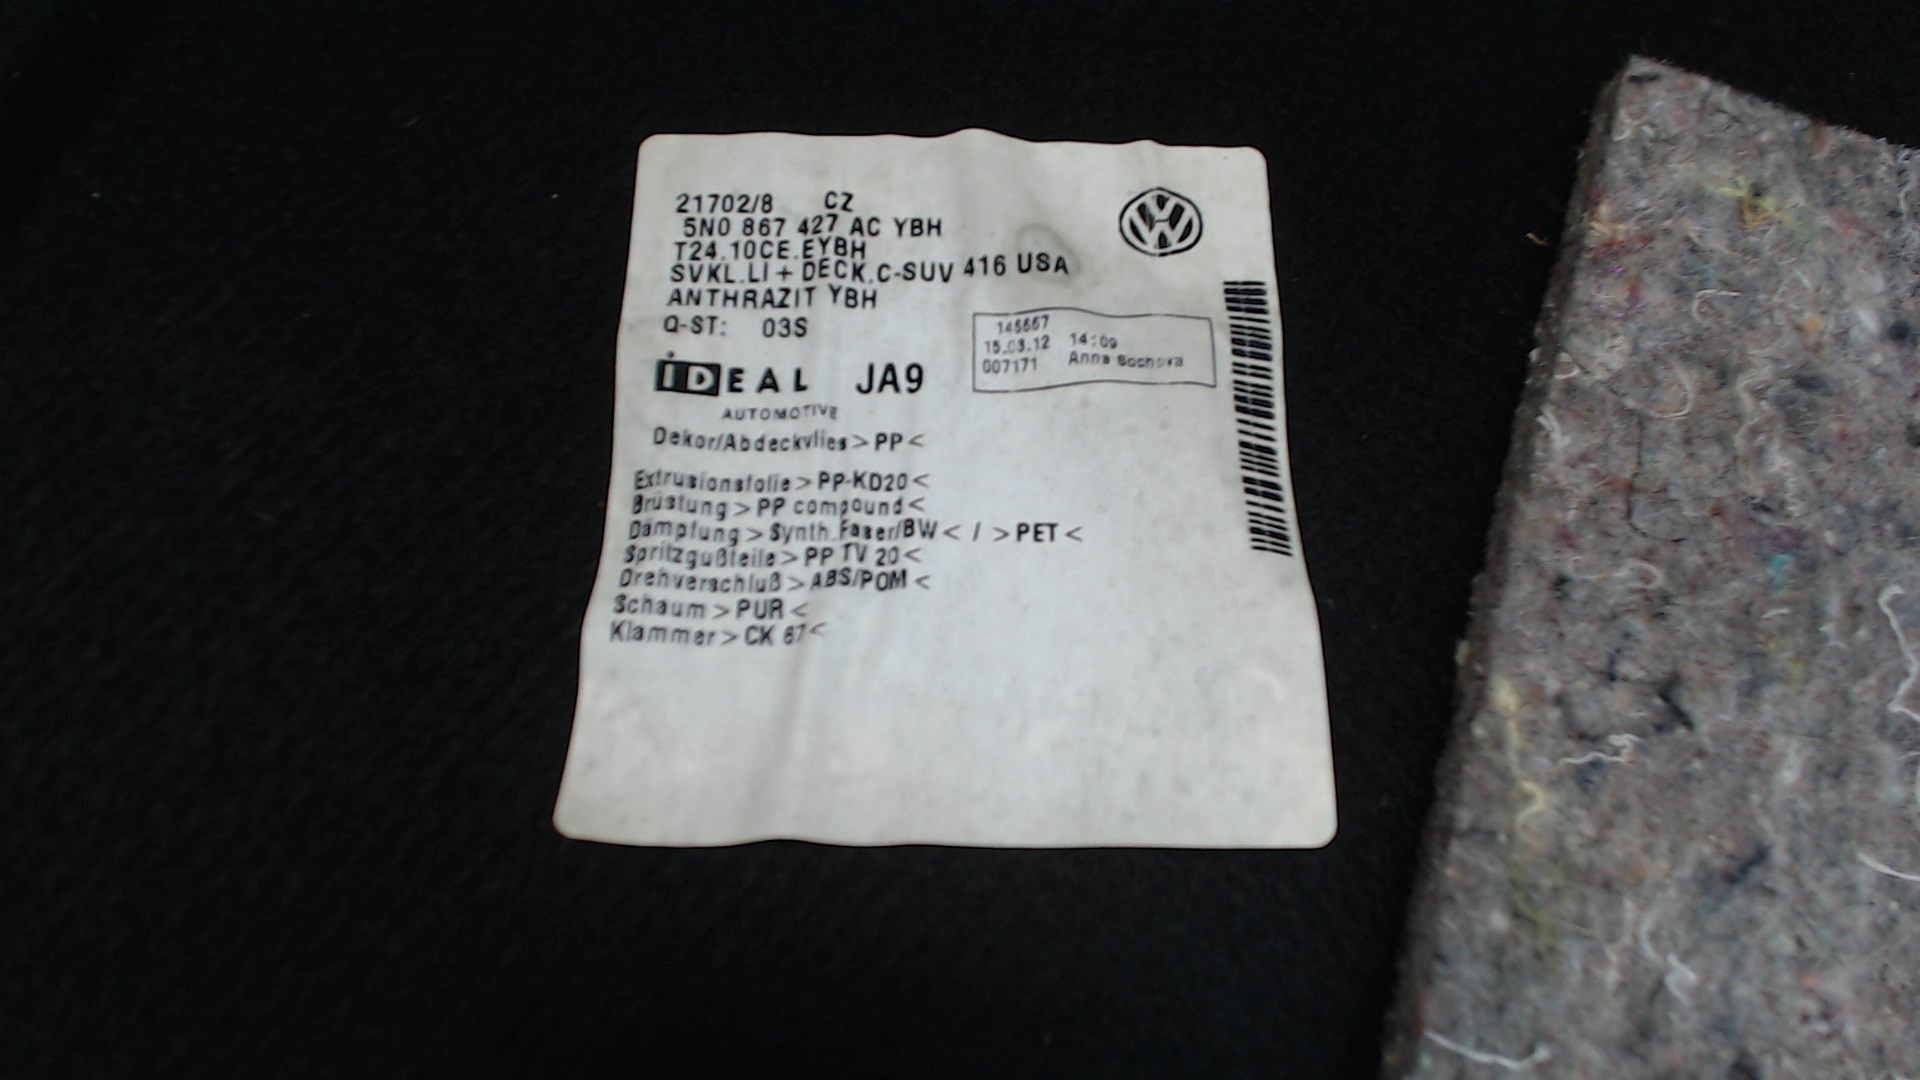 21702/8 CZ
5N0 867 427 AC YBH
T24.10CE.EYBH
SVKL.LI + DECK.C-SUV 416 USA
ANTHRAZIT YBH
Q-ST: 03S
145557
15.03.12 14:09
007171 Anna
iDEAL JA9
AUTOMOTIVE
Dekor/Abdeckvlies > PP <
Extrusionsfolie > PP-KD20 <
Brüstung > PP compound <
Dämpfung > Synth.Faser/BW < / > PET <
Spritzgußteile > PP TV 20 <
Drehverschluß > ABS/POM <
Schaum > PUR <
Klammer > CK 67 <